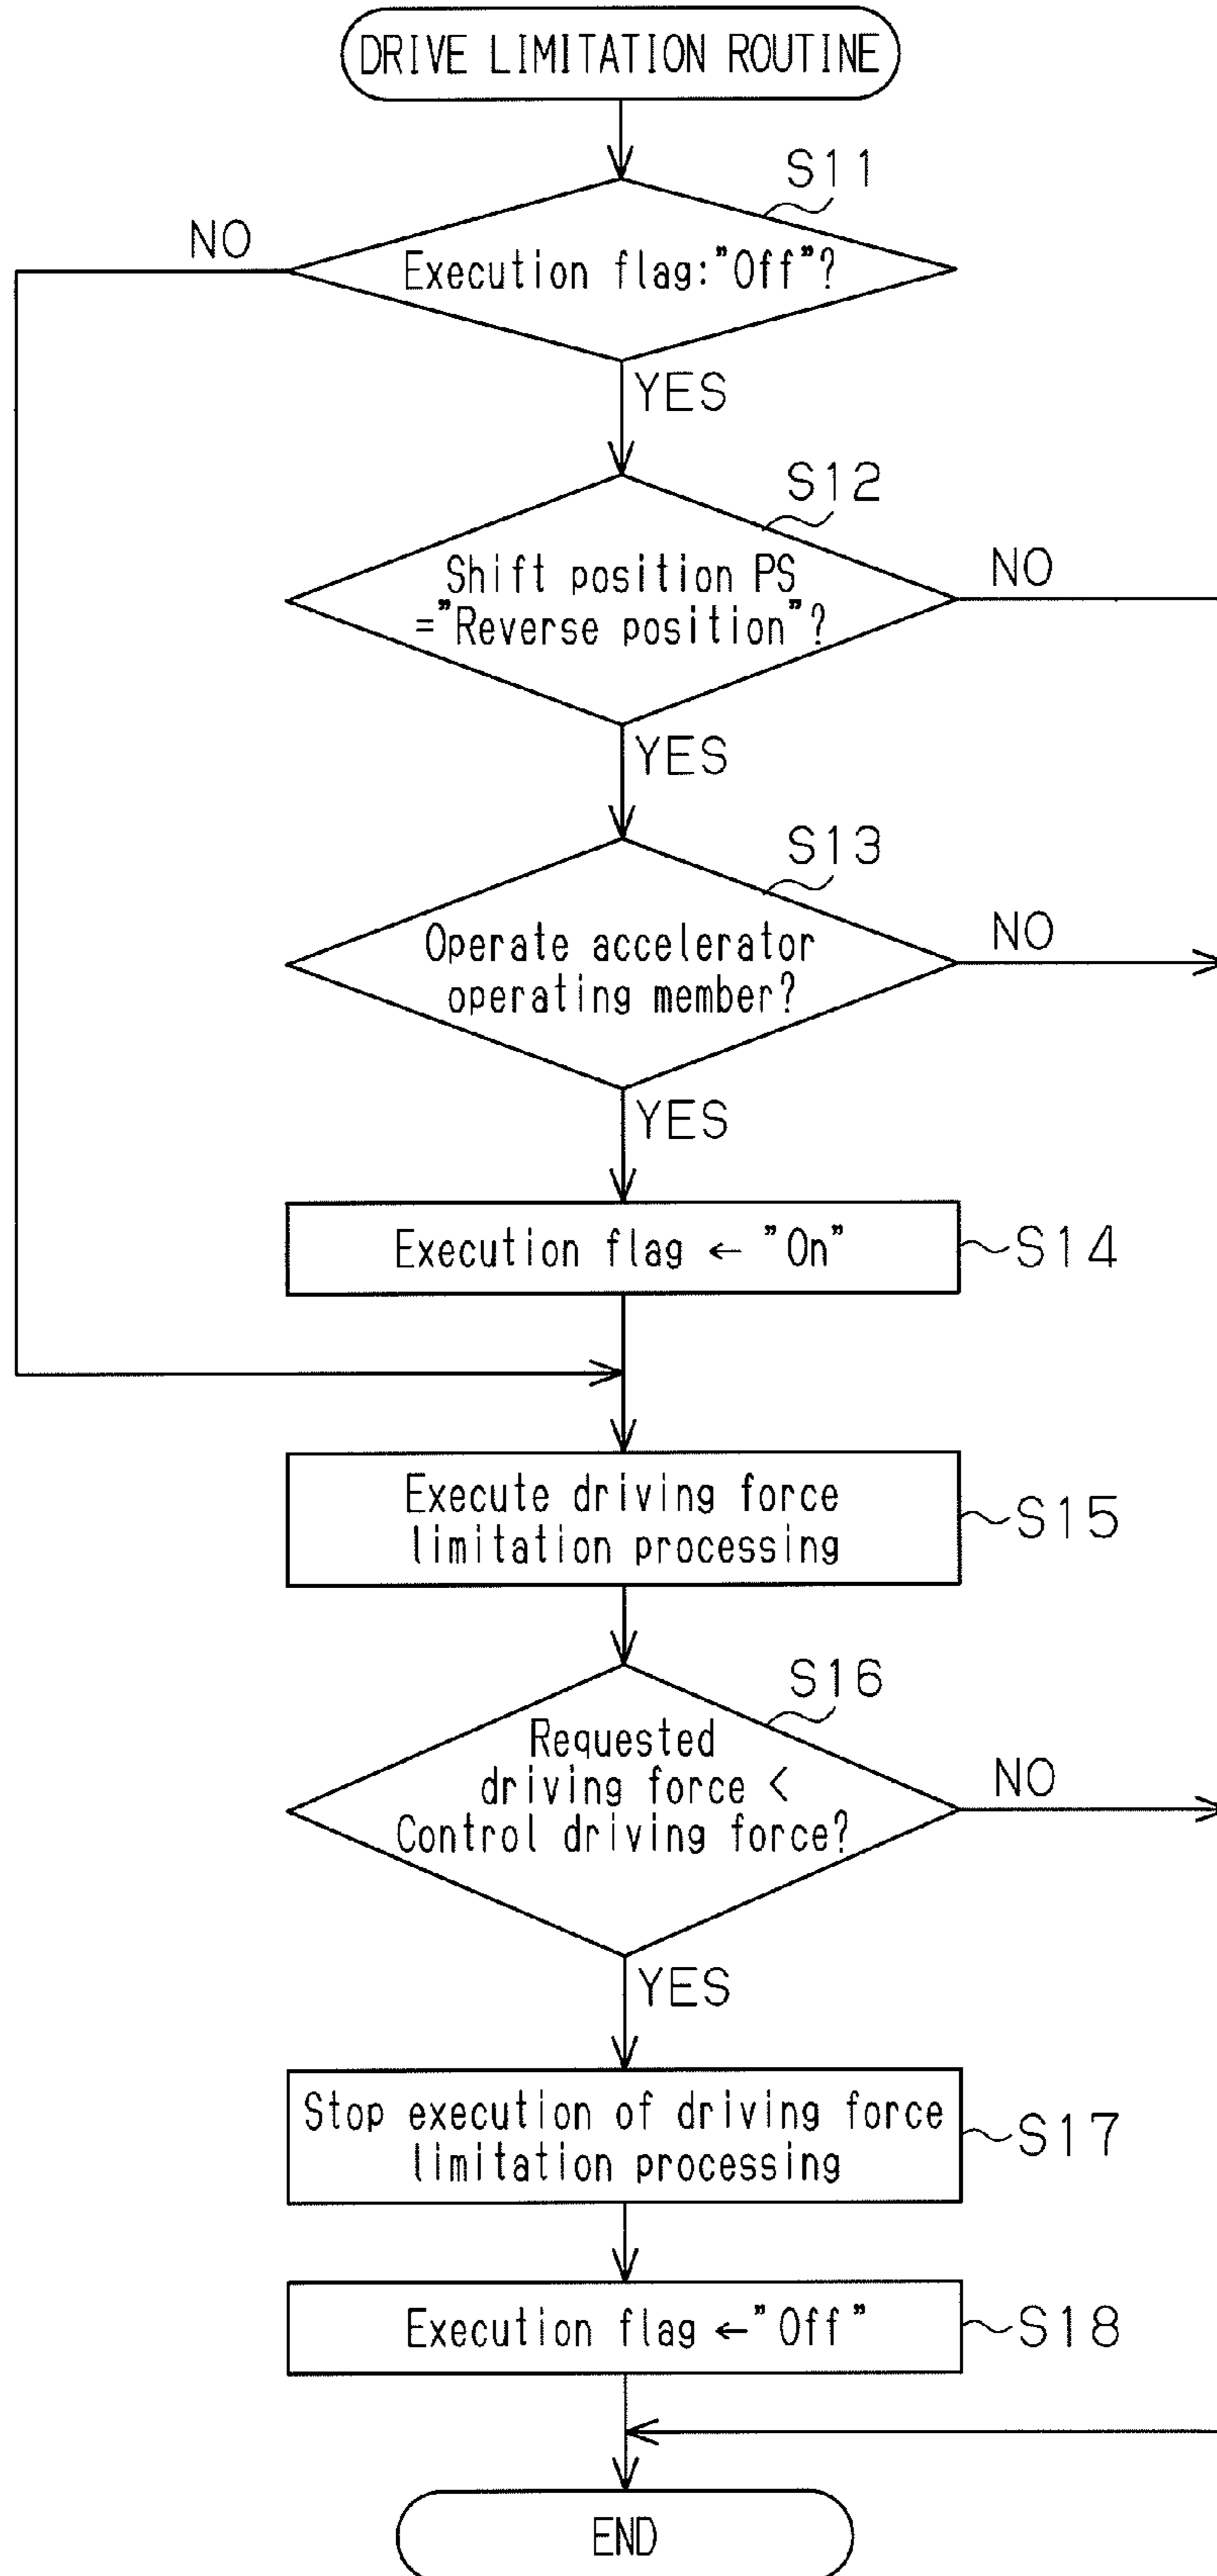 DRIVE LIMITATION ROUTINE
S11
NO
Execution flag:"Off"?
YES
S12
NO
Shift position PS
="Reverse position"?
YES
S13
NO
Operate accelerator
operating member?
YES
Execution flag ← "On"
S14
Execute driving force
limitation processing
S15
S16
Requested
driving force <
Control driving force?
NO
YES
Stop execution of driving force
limitation processing
S17
Execution flag ←"Off"
S18
END